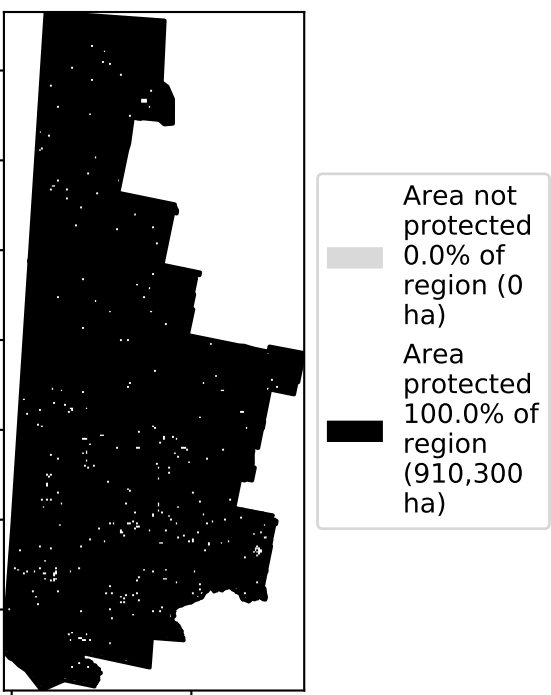 Area not
protected
0.0% of
region (0
ha)
Area
protected
100.0% of
region
(910,300
ha)